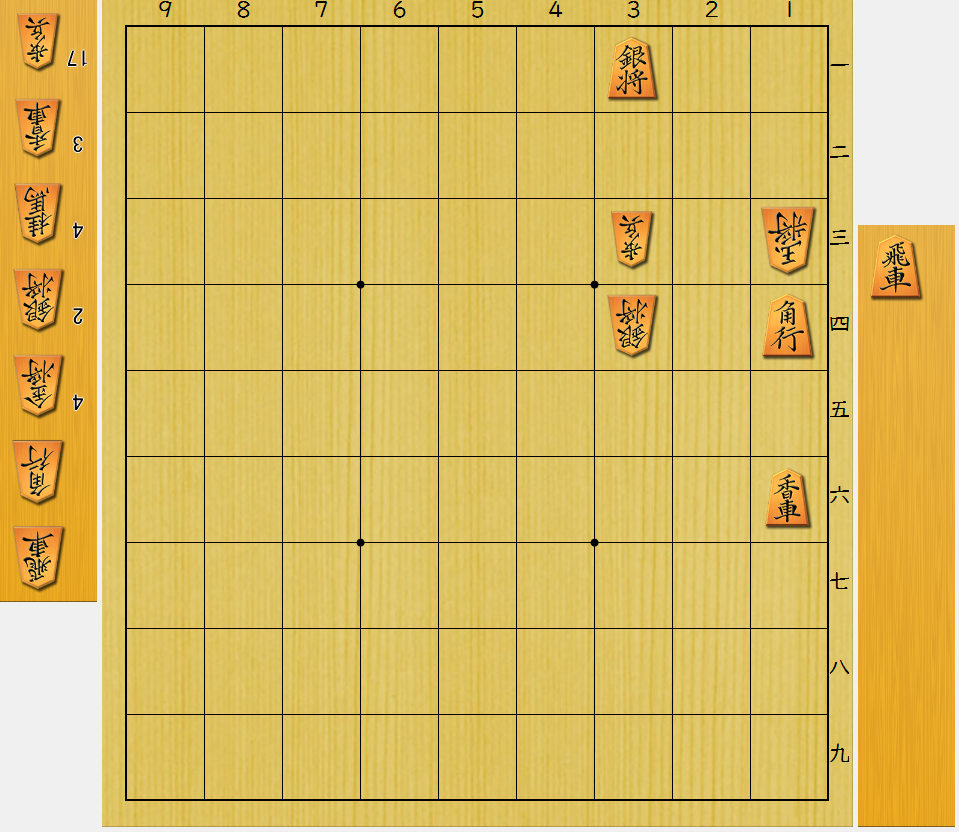 9 8 7 6 5 4 3 2 1
歩兵 17
香車 3
桂馬 4
銀将 2
金将 4
角行
飛車
銀将
歩兵 玉将
銀将 角行
香車
一
二
三
四
五
六
七
八
九
飛車